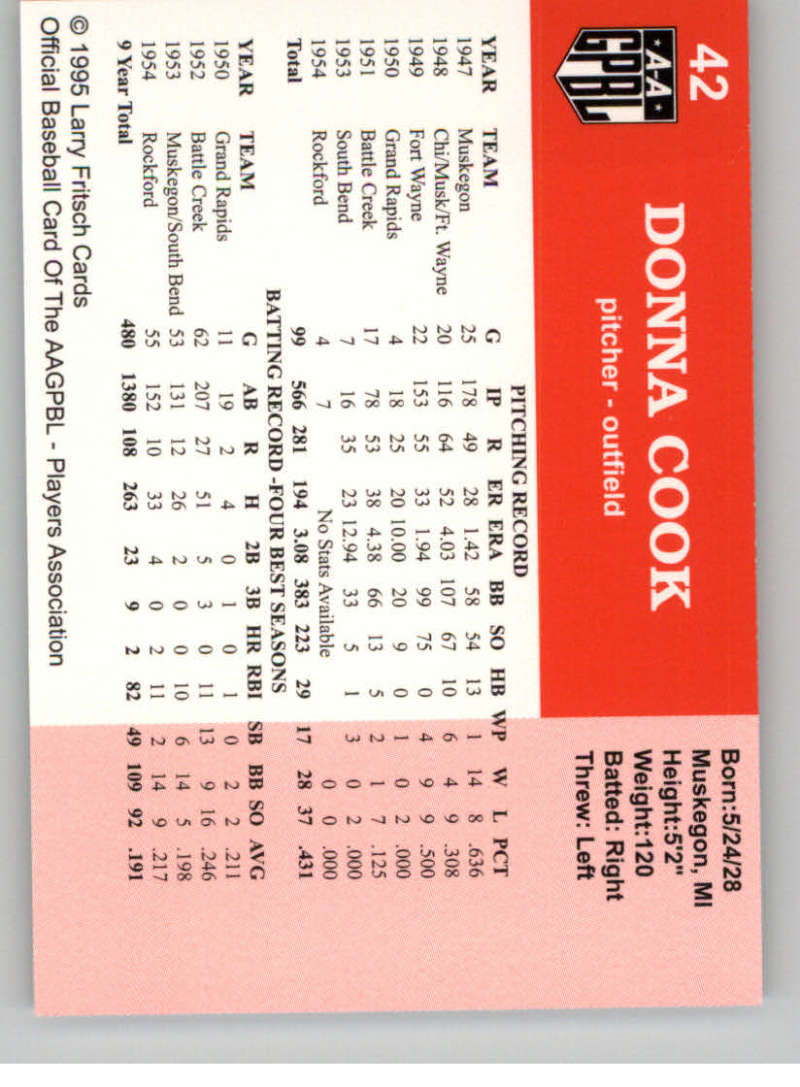 42
A-A
GPBL
DONNA COOK
pitcher - outfield
Born:5/24/28
Muskegon, MI
Height:5'2"
Weight:120
Batted: Right
Threw: Left
PITCHING RECORD
YEAR TEAM G IP R ER ERA BB SO HB WP W L PCT
1947 Muskegon 25 178 49 28 1.42 58 54 13 1 14 8 .636
1948 Chi/Musk/Ft. Wayne 20 116 64 52 4.03 107 67 10 6 4 9 .308
1949 Fort Wayne 22 153 55 33 1.94 99 75 0 4 9 9 .500
1950 Grand Rapids 4 18 25 20 10.00 20 9 0 1 0 2 .000
1951 Battle Creek 17 78 53 38 4.38 66 13 5 2 1 7 .125
1953 South Bend 7 16 35 23 12.94 33 5 1 3 0 2 .000
1954 Rockford 4 7 No Stats Available 0 0 .000
Total 99 566 281 194 3.08 383 223 29 17 28 37 .431
BATTING RECORD -FOUR BEST SEASONS
YEAR TEAM G AB R H 2B 3B HR RBI SB BB SO AVG
1950 Grand Rapids 11 19 2 4 0 1 0 1 0 2 2 .211
1952 Battle Creek 62 207 27 51 5 3 0 11 13 9 16 .246
1953 Muskegon/South Bend 53 131 12 26 2 0 0 10 6 14 5 .198
1954 Rockford 55 152 10 33 4 0 2 11 2 14 9 .217
9 Year Total 480 1380 108 263 23 9 2 82 49 109 92 .191
© 1995 Larry Fritsch Cards
Official Baseball Card Of The AAGPBL - Players Association